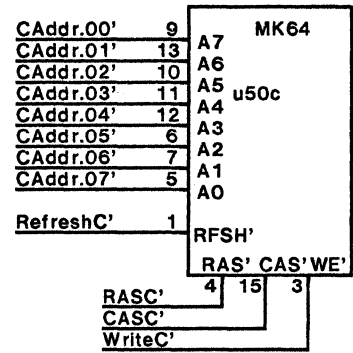 CAddr.00' 9 MK64
CAddr.01' 13 A7
CAddr.02' 10 A6
CAddr.03' 11 A5 u50c
CAddr.04' 12 A4
CAddr.05' 6 A3
CAddr.06' 7 A2
CAddr.07' 5 A1
A0
RefreshC' 1
RFSH'
RAS' CAS' WE'
4 15 3
RASC'
CASC'
WriteC'